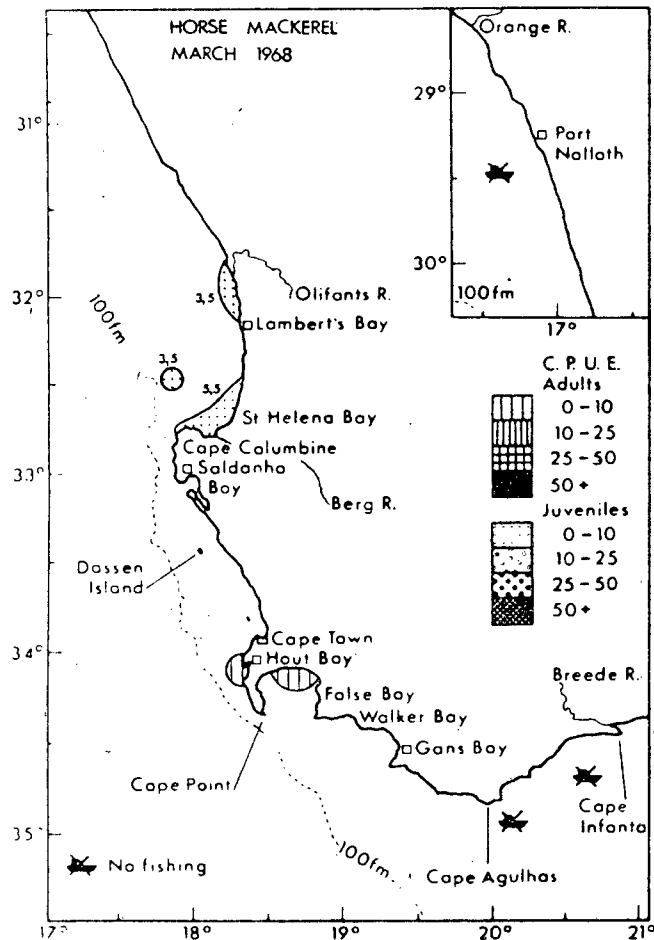 HORSE MACKEREL
MARCH 1968
Orange R.
29°
Port
Nolloth
30°
100fm
17°
31°
32°
33°
34°
35°
100fm
3,5
Olifants R.
Lambert's Bay
3,5
5,5
St Helena Bay
Cape Columbine
Saldanha
Bay
Berg R.
Dassen
Island
Cape Town
Hout Bay
False Bay
Walker Bay
Gans Bay
Breede R.
Cape Point
Cape
Infanta
Cape Agulhas
100fm
No fishing
C. P. U. E.
Adults
0-10
10-25
25-50
50+
Juveniles
0-10
10-25
25-50
50+
17°
18°
19°
20°
21°